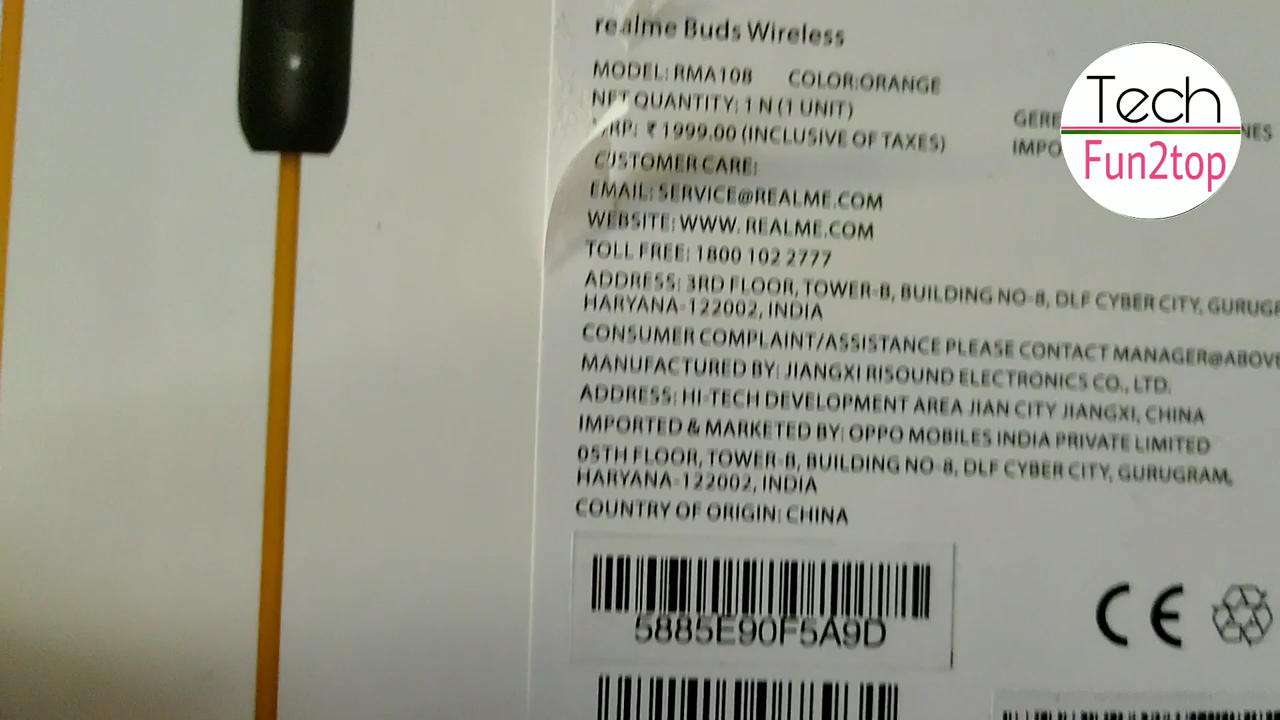 realme Buds Wireless
MODEL: RMA108 COLOR:ORANGE
NET QUANTITY: 1 N (1 UNIT)
MRP: ₹ 1999.00 (INCLUSIVE OF TAXES)
CUSTOMER CARE:
EMAIL: SERVICE@REALME.COM
WEBSITE: WWW. REALME.COM
TOLL FREE: 1800 102 2777
ADDRESS: 3RD FLOOR, TOWER-B, BUILDING NO-8, DLF CYBER CITY, GURUGR
HARYANA-122002, INDIA
CONSUMER COMPLAINT/ASSISTANCE PLEASE CONTACT MANAGER@ABOVE
MANUFACTURED BY: JIANGXI RISOUND ELECTRONICS CO., LTD.
ADDRESS: HI-TECH DEVELOPMENT AREA JIAN CITY JIANGXI, CHINA
IMPORTED & MARKETED BY: OPPO MOBILES INDIA PRIVATE LIMITED
05TH FLOOR, TOWER-B, BUILDING NO-8, DLF CYBER CITY, GURUGRAM,
HARYANA-122002, INDIA
COUNTRY OF ORIGIN: CHINA
5885E90F5A9D
CE
Tech
Fun2top